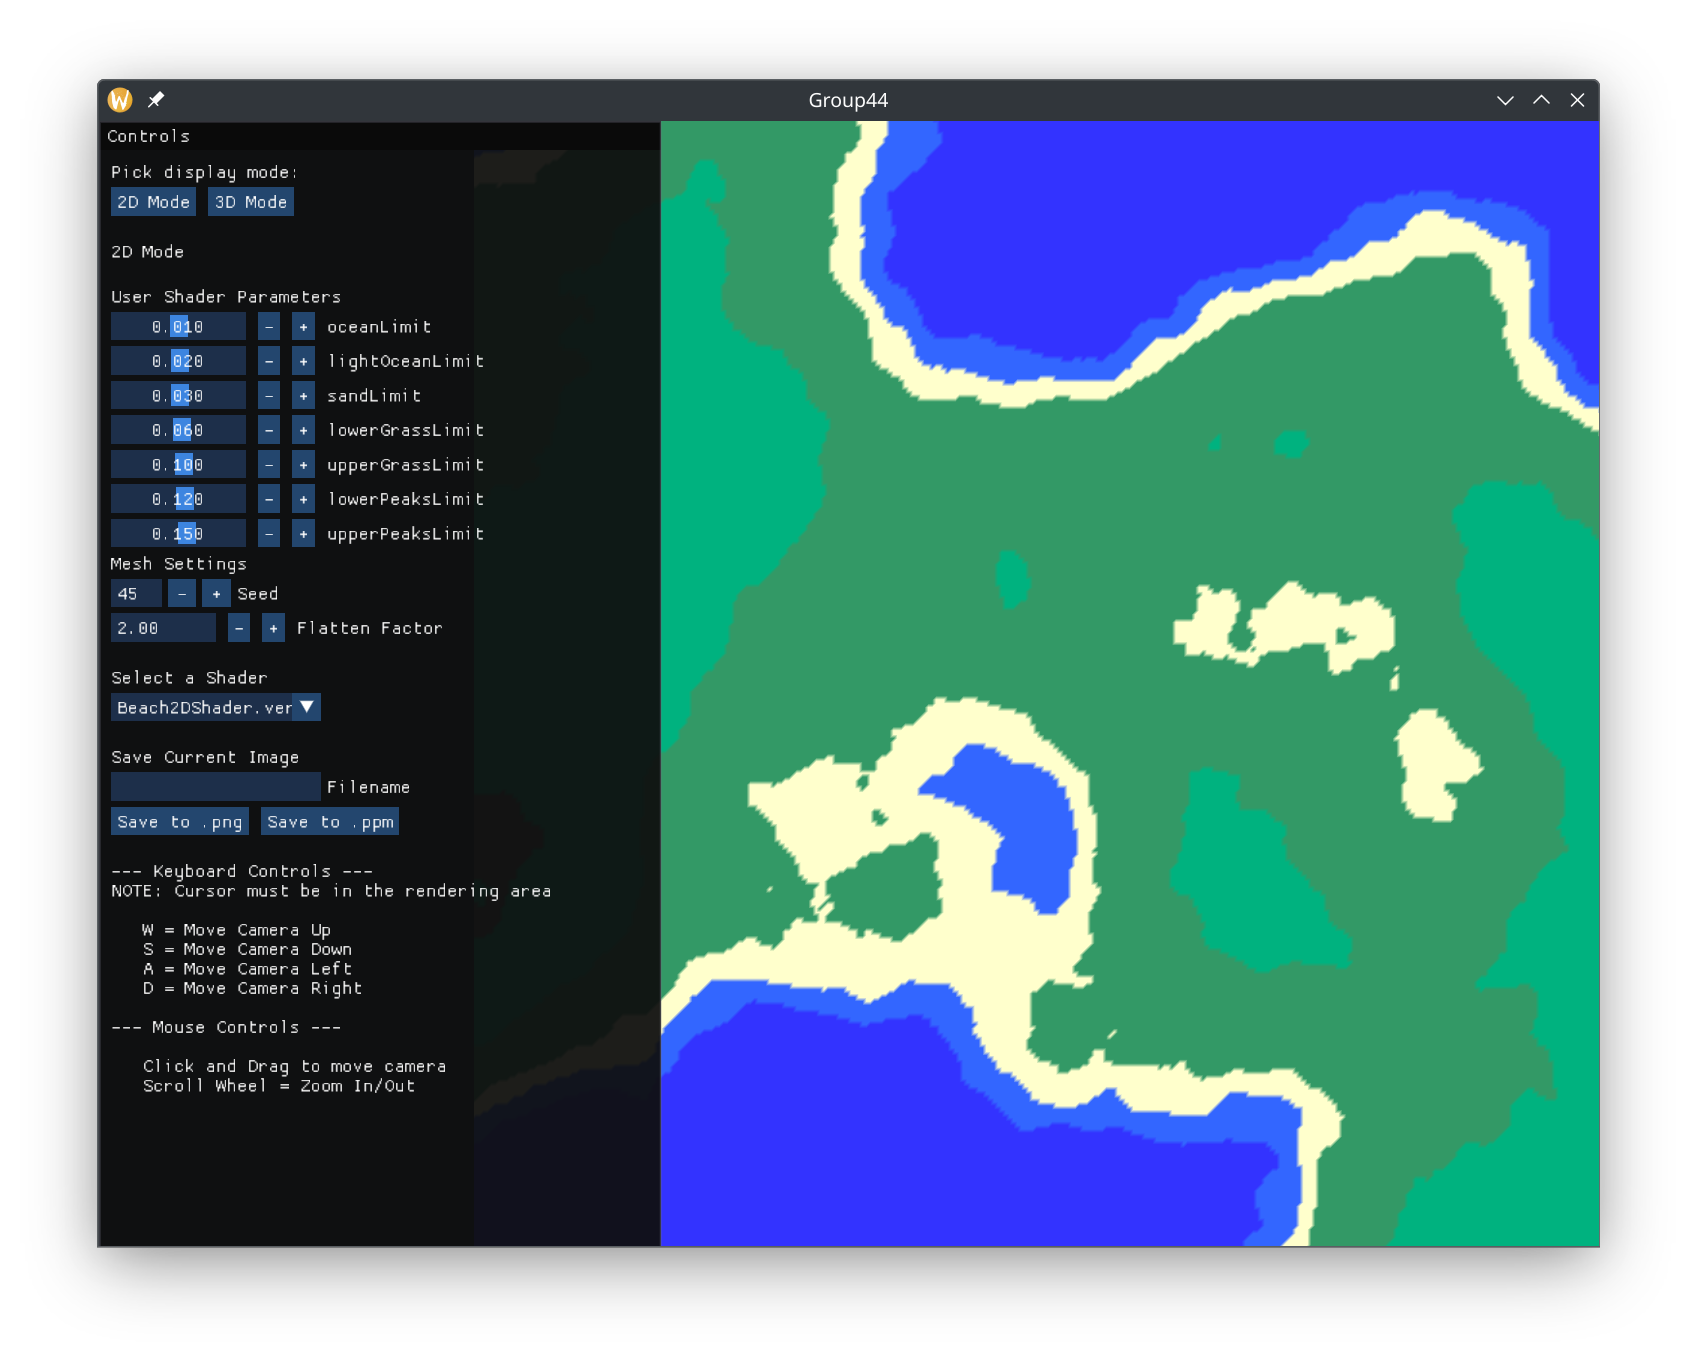 Group44
Controls
Pick display mode:
2D Mode 3D Mode
2D Mode
User Shader Parameters
0.010 - + oceanLimit
0.020 - + lightOceanLimit
0.030 - + sandLimit
0.060 - + lowerGrassLimit
0.100 - + upperGrassLimit
0.120 - + lowerPeaksLimit
0.150 - + upperPeaksLimit
Mesh Settings
45 - + Seed
2.00 - + Flatten Factor
Select a Shader
Beach2DShader.ver
Save Current Image
Filename
Save to .png Save to .ppm
--- Keyboard Controls ---
NOTE: Cursor must be in the rendering area
W = Move Camera Up
S = Move Camera Down
A = Move Camera Left
D = Move Camera Right
--- Mouse Controls ---
Click and Drag to move camera
Scroll Wheel = Zoom In/Out